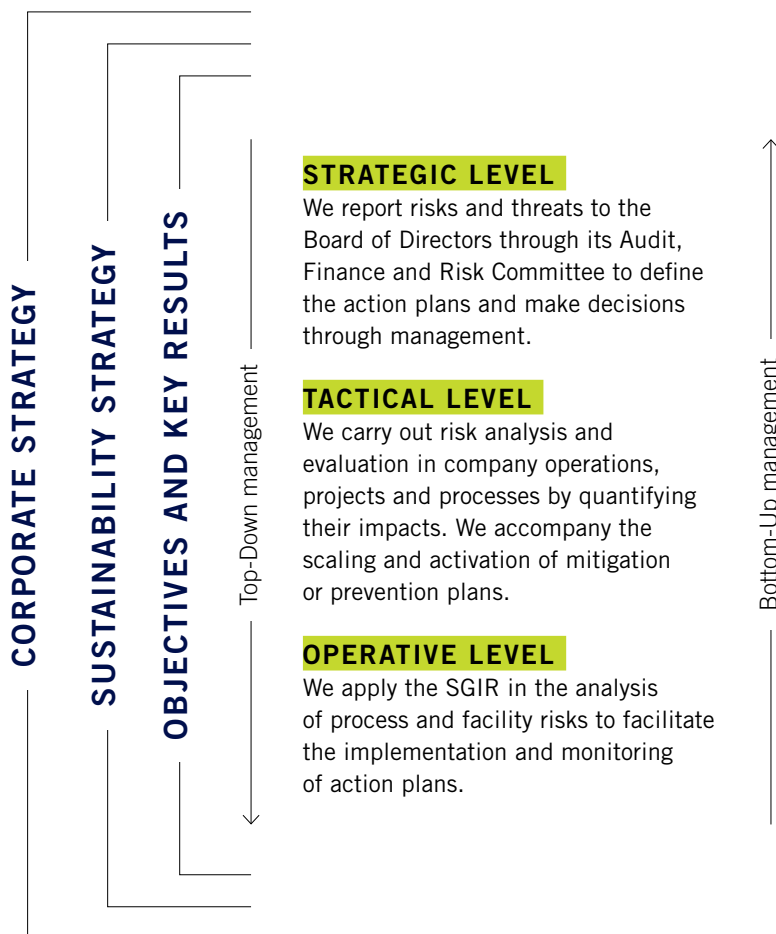 CORPORATE STRATEGY
SUSTAINABILITY STRATEGY
OBJECTIVES AND KEY RESULTS
Top-Down management
STRATEGIC LEVEL
We report risks and threats to the
Board of Directors through its Audit,
Finance and Risk Committee to define
the action plans and make decisions
through management.
TACTICAL LEVEL
We carry out risk analysis and
evaluation in company operations,
projects and processes by quantifying
their impacts. We accompany the
scaling and activation of mitigation
or prevention plans.
OPERATIVE LEVEL
We apply the SGIR in the analysis
of process and facility risks to facilitate
the implementation and monitoring
of action plans.
Bottom-Up management